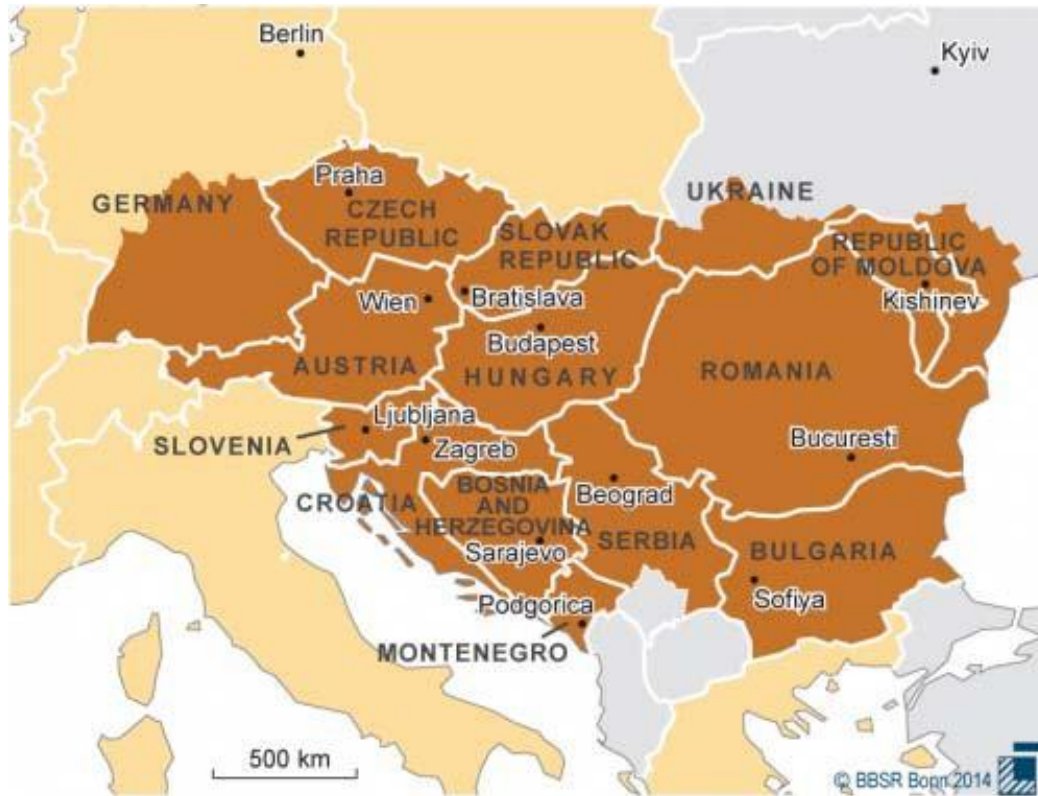 Berlin
Kyiv
Praha
GERMANY
UKRAINE
CZECH
REPUBLIC
SLOVAK
REPUBLIC
REPUBLIC
OF MOLDOVA
Wien
Bratislava
Kishinev
Budapest
AUSTRIA
HUNGARY
ROMANIA
Ljubljana
SLOVENIA
Zagreb
Bucuresti
CROATIA
BOSNIA
AND
HERZEGOVINA
Beograd
Sarajevo
SERBIA
BULGARIA
Podgorica
Sofiya
MONTENEGRO
500 km
© BBSR Bonn 2014